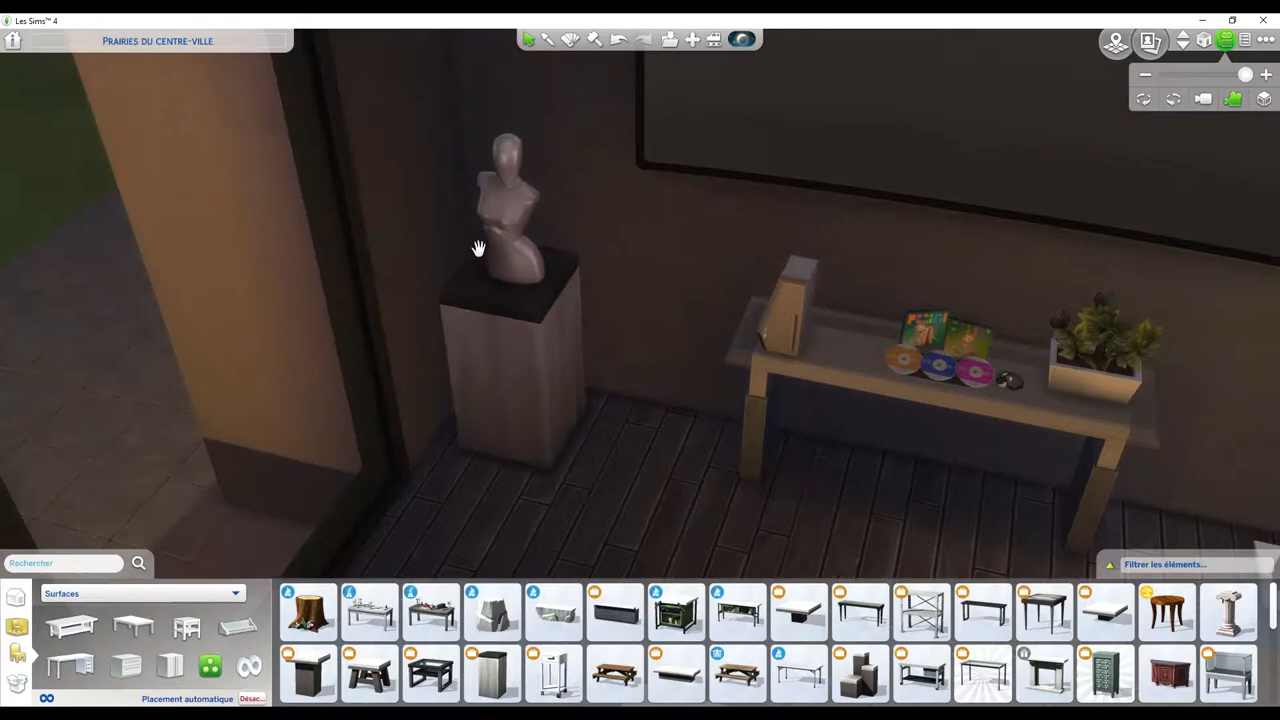 Les Sims™ 4
PRAIRIES DU CENTRE-VILLE
Rechercher
Filtrer les éléments...
Surfaces
Placement automatique
Désac...